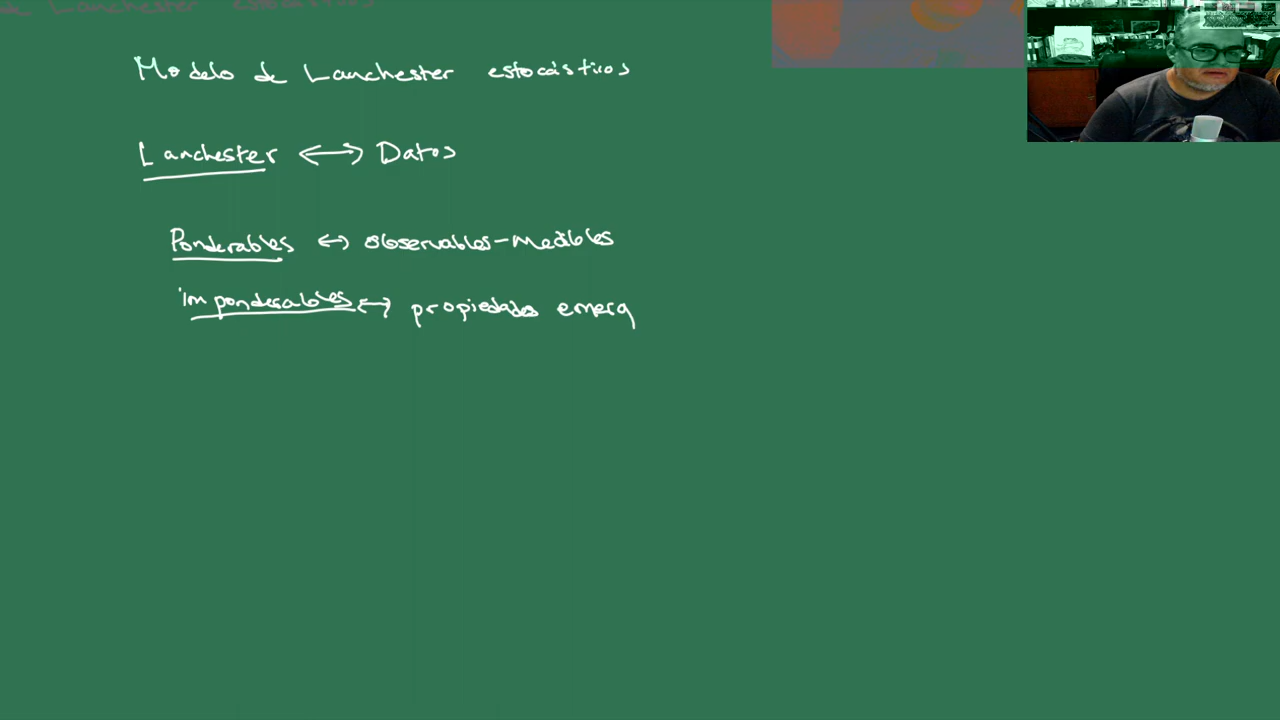 Modelo de Lanchester estocásticos
Lanchester ↔ Datos
Ponderables ↔ observables-medibles
imponderables ↔ propiedades emerg